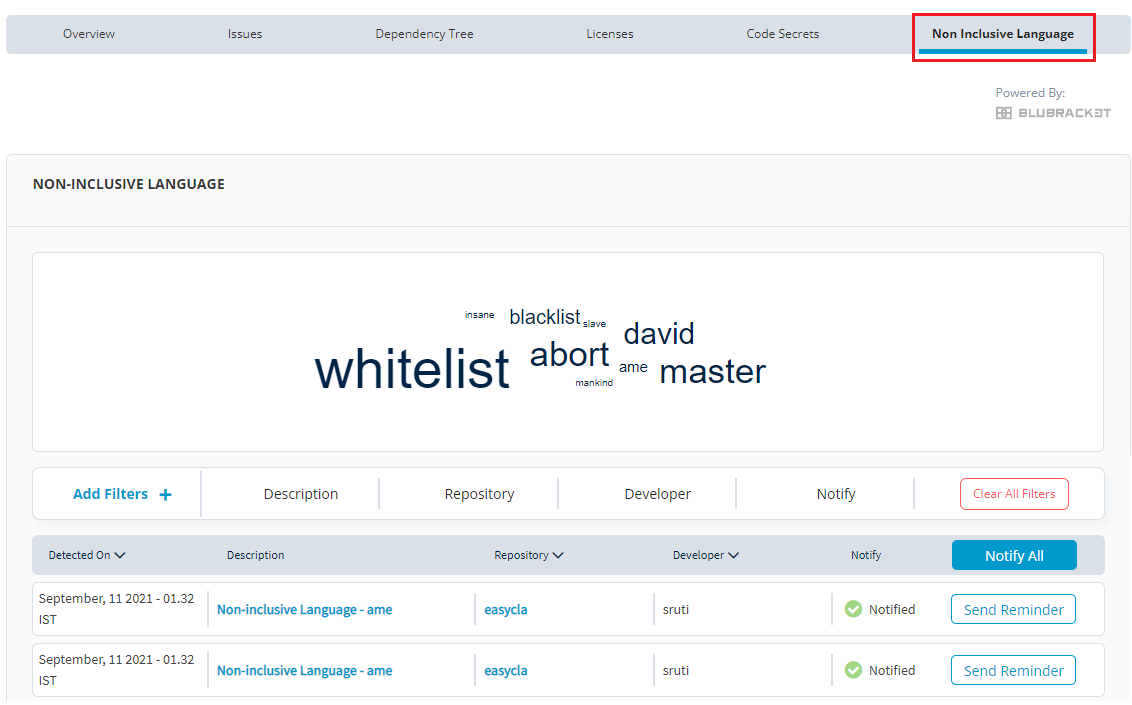 Overview Issues Dependency Tree Licenses Code Secrets Non Inclusive Language
Powered By:
BLUBRACKET
NON-INCLUSIVE LANGUAGE
insane blacklist slave david
whitelist abort ame master
mankind
Add Filters + Description Repository Developer Notify Clear All Filters
Detected On Description Repository Developer Notify Notify All
September, 11 2021 - 01.32
IST
Non-inclusive Language - ame easycla sruti Notified Send Reminder
September, 11 2021 - 01.32
IST
Non-inclusive Language - ame easycla sruti Notified Send Reminder